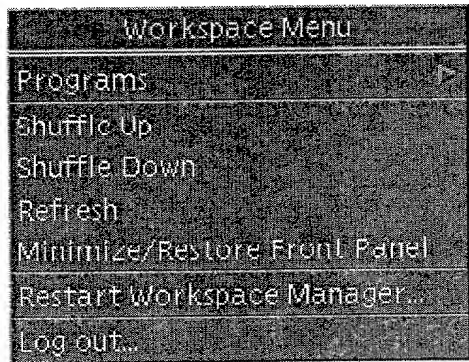 Workspace Menu
Programs
Shuffle Up
Shuffle Down
Refresh
Minimize/Restore Front Panel
Restart Workspace Manager...
Log out...